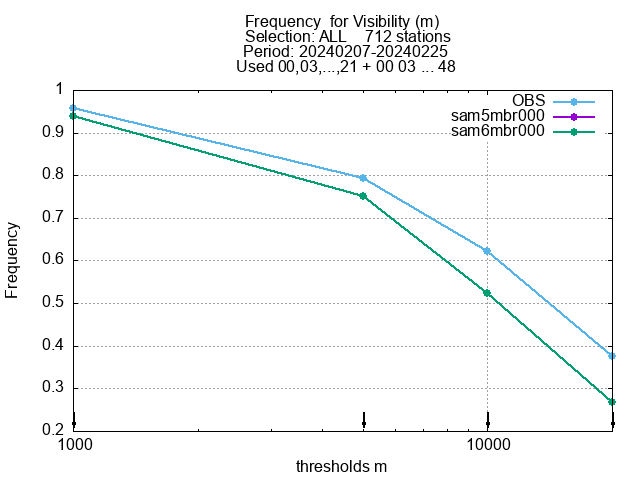 Frequency  for Visibility (m)
Selection: ALL    712 stations
Period: 20240207-20240225
Used 00,03,...,21 + 00 03 ... 48
OBS
sam5mbr000
sam6mbr000
1
0.9
0.8
0.7
0.6
0.5
0.4
0.3
0.2
Frequency
1000
10000
thresholds m